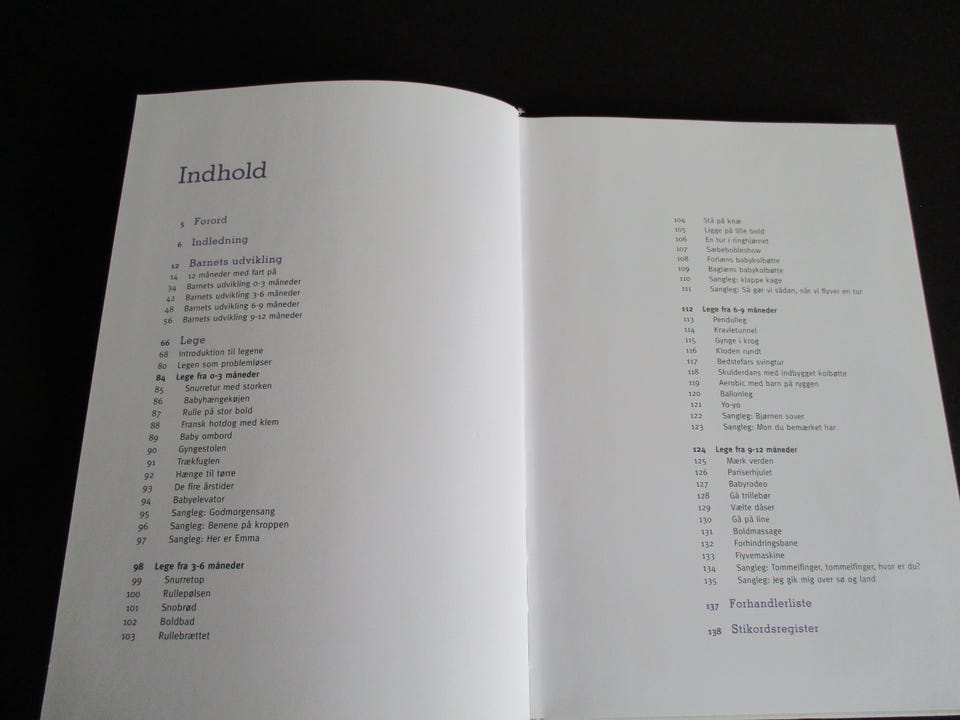 Indhold
5 Forord
6 Indledning
12 Barnets udvikling
14 12 måneder med fart på
34 Barnets udvikling 0-3 måneder
42 Barnets udvikling 3-6 måneder
48 Barnets udvikling 6-9 måneder
56 Barnets udvikling 9-12 måneder
66 Lege
68 Introduktion til legene
80 Legen som problemløser
84 Lege fra 0-3 måneder
85 Snurretur med storken
86 Babyhængekøjen
87 Rulle på stor bold
88 Fransk hotdog med klem
89 Baby ombord
90 Gyngestolen
91 Trækfuglen
92 Hænge til tørre
93 De fire årstider
94 Babyelevator
95 Sangleg: Godmorgensang
96 Sangleg: Benene på kroppen
97 Sangleg: Her er Emma
98 Lege fra 3-6 måneder
99 Snurretop
100 Rullepølsen
101 Snobrød
102 Boldbad
103 Rullebrættet
104 Stå på knæ
105 Ligge på lille bold
106 En tur i ringhjørnet
107 Sæbebobleshow
108 Forlæns babykolbøtte
109 Baglæns babykolbøtte
110 Sangleg: klappe kage
111 Sangleg: Så gør vi sådan, når vi flyver en tur
112 Lege fra 6-9 måneder
113 Pendulleg
114 Kravletunnel
115 Gynge i krog
116 Kloden rundt
117 Bedstefars svingtur
118 Skulderdans med indbygget kolbøtte
119 Aerobic med barn på ryggen
120 Ballonleg
121 Yo-yo
122 Sangleg: Bjørnen sover
123 Sangleg: Mon du bemærket har
124 Lege fra 9-12 måneder
125 Mærk verden
126 Pariserhjulet
127 Babyrodeo
128 Gå trillebør
129 Vælte dåser
130 Gå på line
131 Boldmassage
132 Forhindringsbane
133 Flyvemaskine
134 Sangleg: Tommelfinger, tommelfinger, hvor er du?
135 Sangleg: Jeg gik mig over sø og land
137 Forhandlerliste
138 Stikordsregister